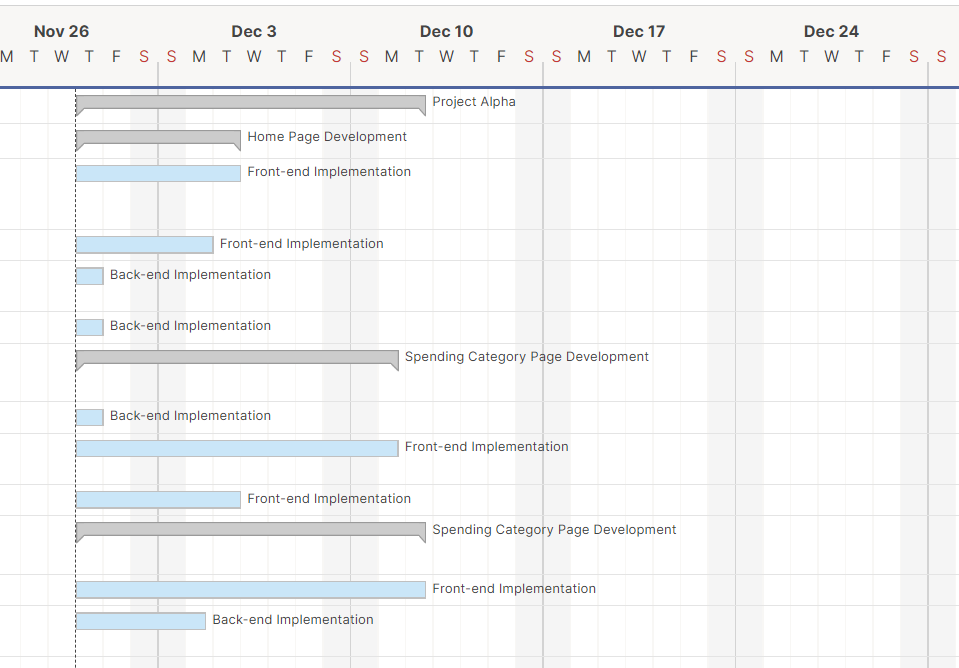 Nov 26 Dec 3 Dec 10 Dec 17 Dec 24
M T W T F S S M T W T F S S M T W T F S S M T W T F S S M T W T F S S
Project Alpha
Home Page Development
Front-end Implementation
Front-end Implementation
Back-end Implementation
Back-end Implementation
Spending Category Page Development
Back-end Implementation
Front-end Implementation
Front-end Implementation
Spending Category Page Development
Front-end Implementation
Back-end Implementation